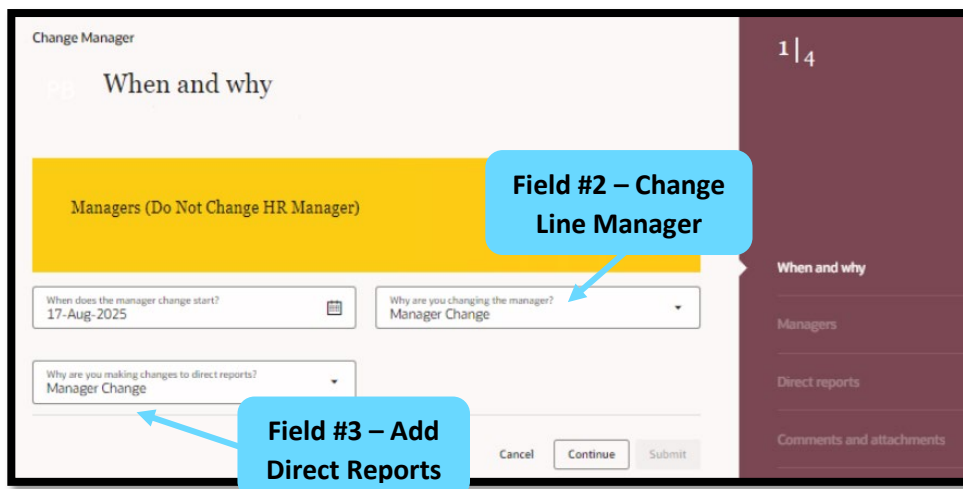 Change Manager
When and why
1|4
Managers (Do Not Change HR Manager)
Field #2 – Change
Line Manager
When and why
When does the manager change start?
17-Aug-2025
Why are you changing the manager?
Manager Change
Managers
Why are you making changes to direct reports?
Manager Change
Direct reports
Field #3 – Add
Direct Reports
Cancel
Continue
Submit
Comments and attachments